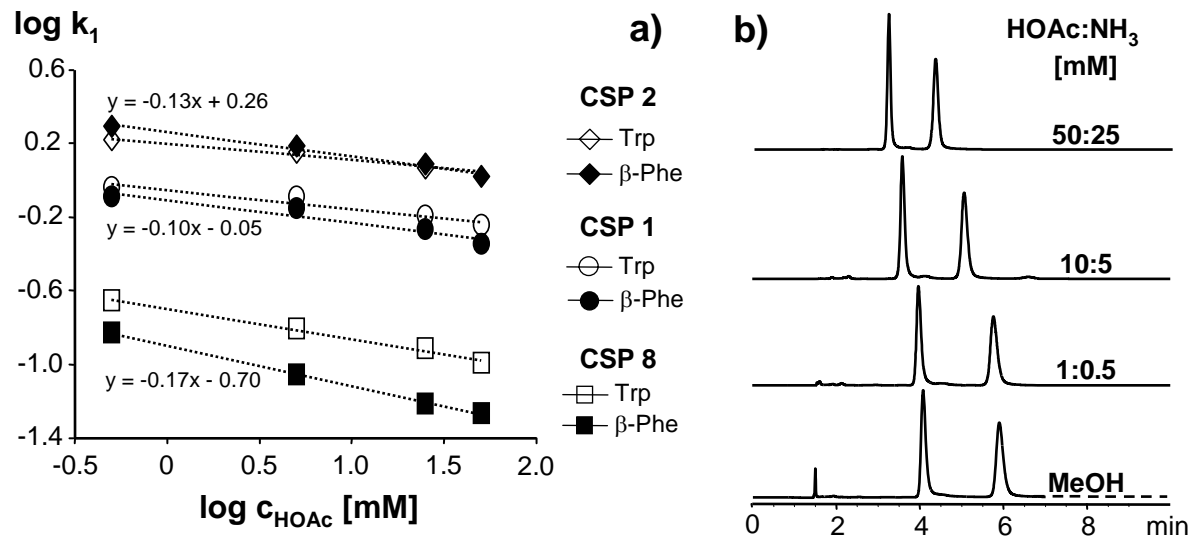 log k₁
a)
0.6
0.2
-0.2
-0.6
-1.0
-1.4
-0.5
0
0.5
1.0
1.5
2.0
y = -0.13x + 0.26
y = -0.10x - 0.05
y = -0.17x - 0.70
log c_HOAc [mM]
CSP 2
Trp
β-Phe
CSP 1
Trp
β-Phe
CSP 8
Trp
β-Phe
b)
HOAc:NH₃
[mM]
50:25
10:5
1:0.5
MeOH
0
2
4
6
8
min